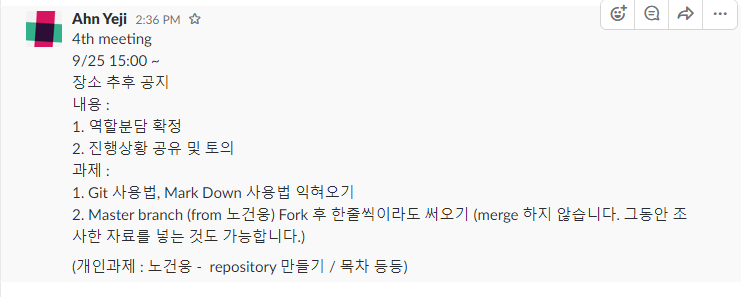 Ahn Yeji 2:36 PM
4th meeting
9/25 15:00 ~
장소 추후 공지
내용 :
1. 역할분담 확정
2. 진행상황 공유 및 토의
과제 :
1. Git 사용법, Mark Down 사용법 익혀오기
2. Master branch (from 노건웅) Fork 후 한줄씩이라도 써오기 (merge 하지 않습니다. 그동안 조
사한 자료를 넣는 것도 가능합니다.)
(개인과제 : 노건웅 - repository 만들기 / 목차 등등)